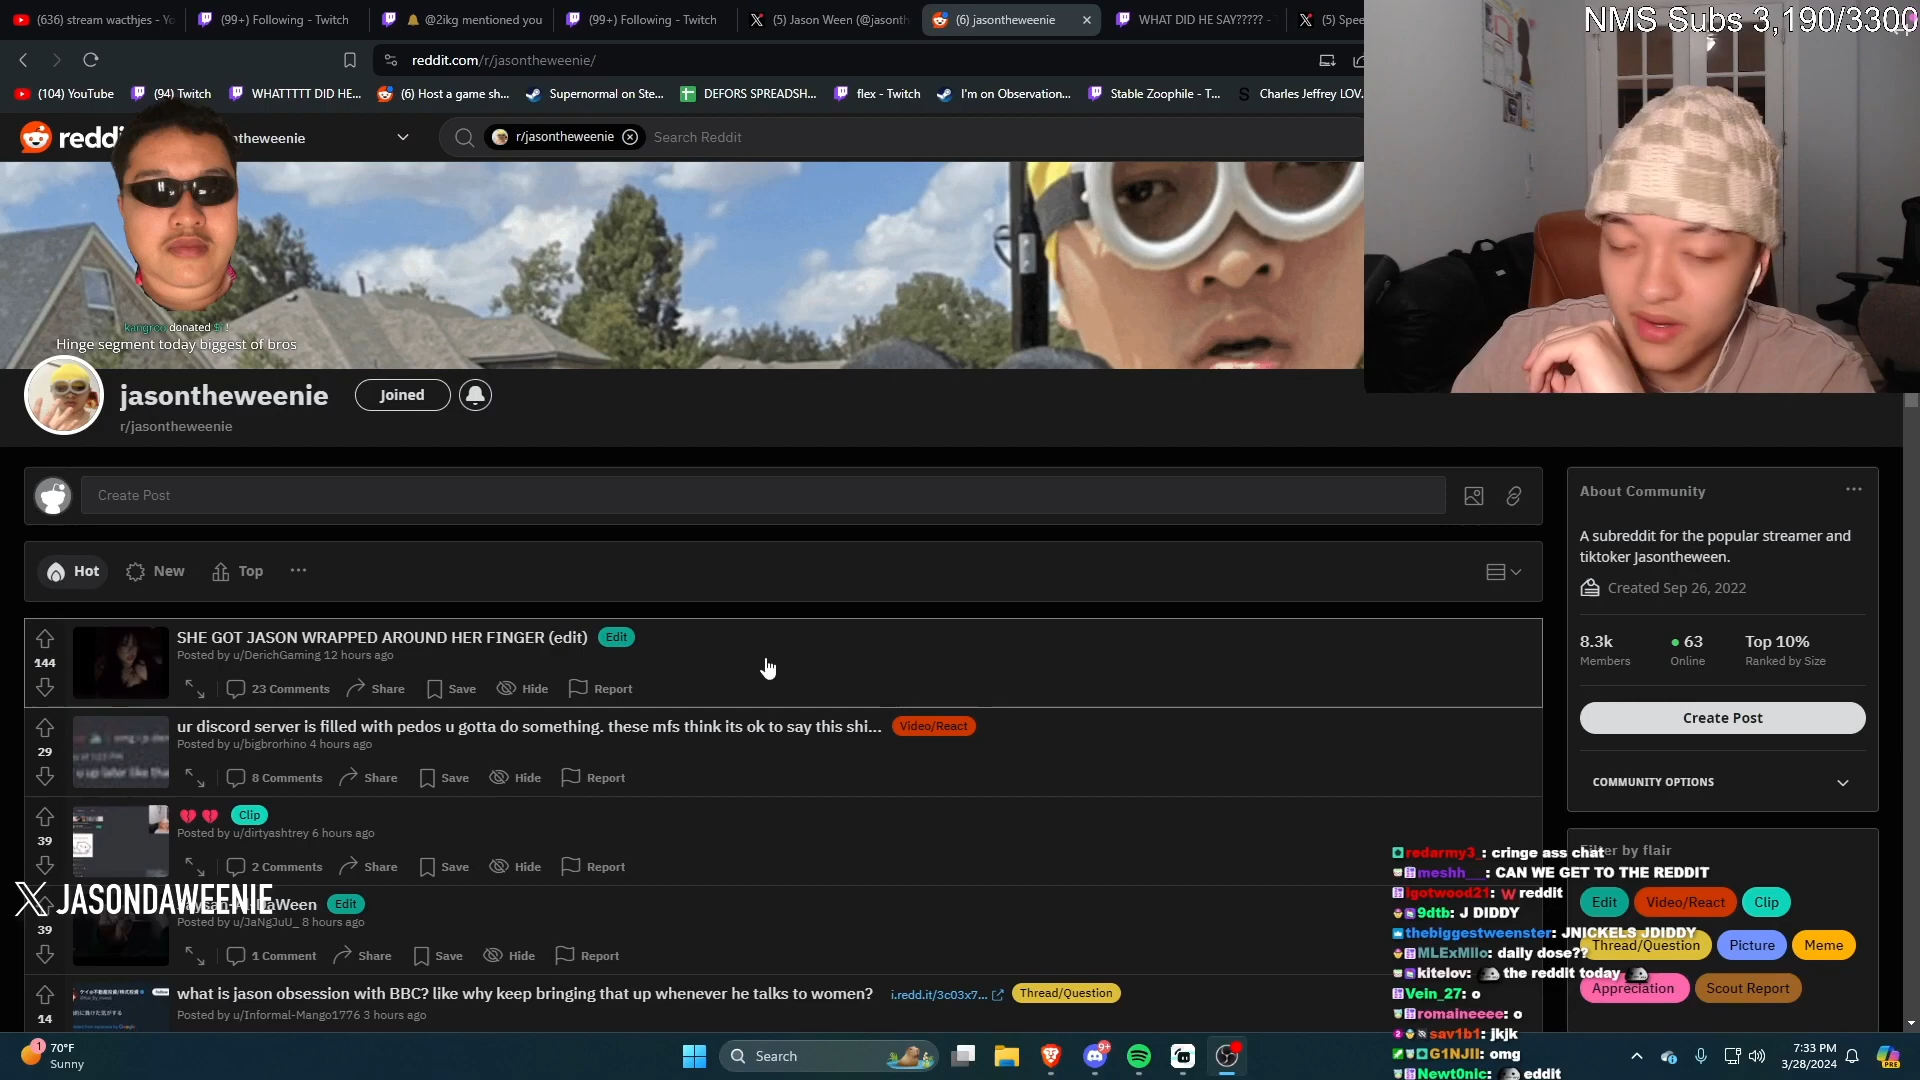 (636) stream wacthjes - Yo
(99+) Following - Twitch
@2ikg mentioned you
(99+) Following - Twitch
(5) Jason Ween (@jasonth
(6) jasontheweenie
WHAT DID HE SAY????? -
(5) Spee
NMS Subs 3,190/3300
reddit.com/r/jasontheweenie/
(104) YouTube
(94) Twitch
WHATTTTT DID HE...
(6) Host a game sh...
Supernormal on Ste...
DEFORS SPREADSH...
flex - Twitch
I'm on Observation...
Stable Zoophile - T...
Charles Jeffrey LOV.
reddi
ntheweenie
r/jasontheweenie
Search Reddit
kangroo donated $1!
Hinge segment today biggest of bros
jasontheweenie
Joined
r/jasontheweenie
Create Post
Hot
New
Top
144
SHE GOT JASON WRAPPED AROUND HER FINGER (edit)
Edit
Posted by u/DerichGaming 12 hours ago
23 Comments
Share
Save
Hide
Report
29
ur discord server is filled with pedos u gotta do something. these mfs think its ok to say this shi...
Video/React
Posted by u/bigbrorhino 4 hours ago
8 Comments
Share
Save
Hide
Report
39
Clip
Posted by u/dirtyashtrey 6 hours ago
2 Comments
Share
Save
Hide
Report
X JASONDAWEENIE
DaWeen
Edit
Posted by u/JaNgJuU_ 8 hours ago
39
1 Comment
Share
Save
Hide
Report
14
what is jason obsession with BBC? like why keep bringing that up whenever he talks to women?
i.redd.it/3c03x7...
Thread/Question
Posted by u/Informal-Mango1776 3 hours ago
About Community
A subreddit for the popular streamer and
tiktoker Jasontheween.
Created Sep 26, 2022
8.3k
63
Top 10%
Members
Online
Ranked by Size
Create Post
COMMUNITY OPTIONS
Filter by flair
Edit
Video/React
Clip
Thread/Question
Picture
Meme
Appreciation
Scout Report
redarmy3_: cringe ass chat
meshh___: CAN WE GET TO THE REDDIT
igotwood21: W reddit
9dtb: J DIDDY
thebiggestweenster: JNICKELS JDIDDY
MLExMilo: daily dose??
kitelov: the reddit today
Vein_27: o
romaineeee: o
sav1b1: jkjk
G1NJII: omg
Newt0nic: eddit
70°F
Sunny
Search
9+
7:33 PM
3/28/2024